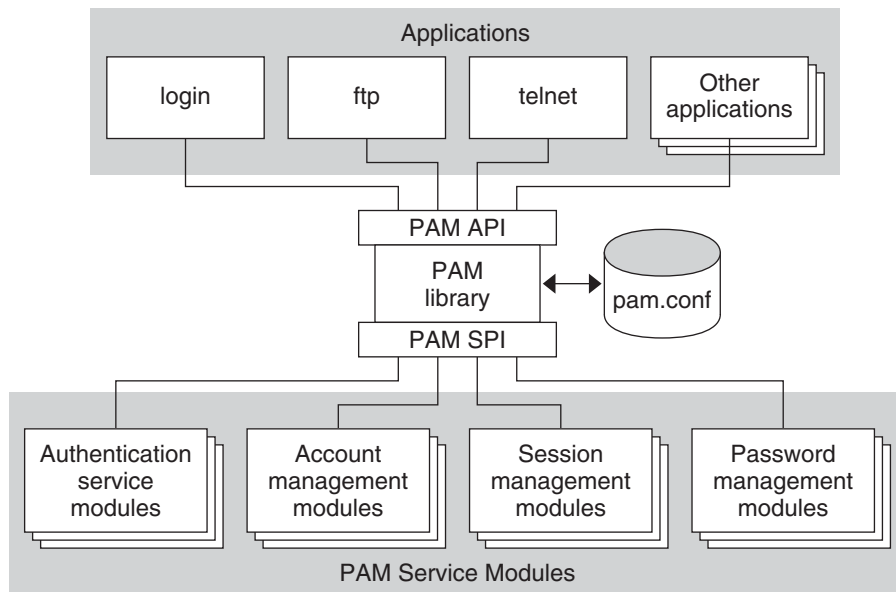 Applications
login
ftp
telnet
Other
applications
PAM API
PAM
library
pam.conf
PAM SPI
Authentication
service
modules
Account
management
modules
Session
management
modules
Password
management
modules
PAM Service Modules